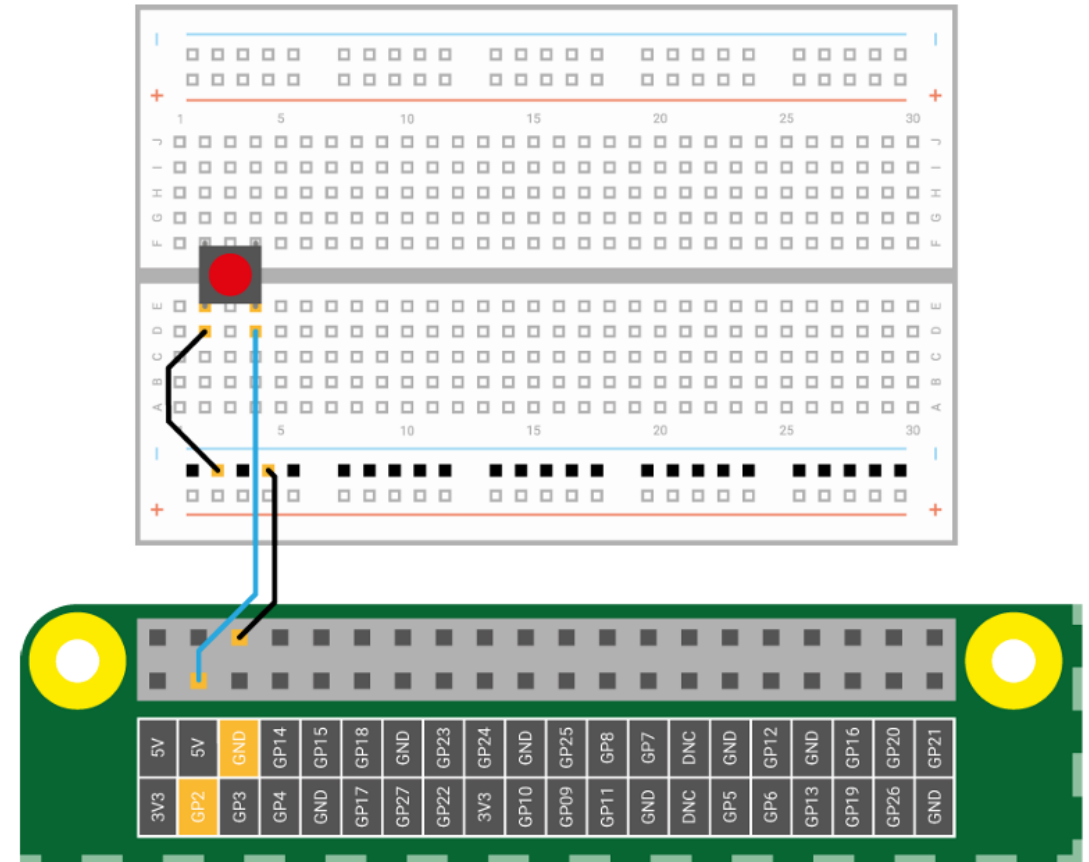 – –
+ +
1 5 10 15 20 25 30
J J
I I
H H
G G
F F
E E
D D
C C
B B
A A
5 10 15 20 25 30
– –
+ +
5V 5V GND GP14 GP15 GP18 GND GP23 GP24 GND GP25 GP8 GP7 DNC GND GP12 GND GP16 GP20 GP21
3V3 GP2 GP3 GP4 GND GP17 GP27 GP22 3V3 GP10 GP09 GP11 GND DNC GP5 GP6 GP13 GP19 GP26 GND